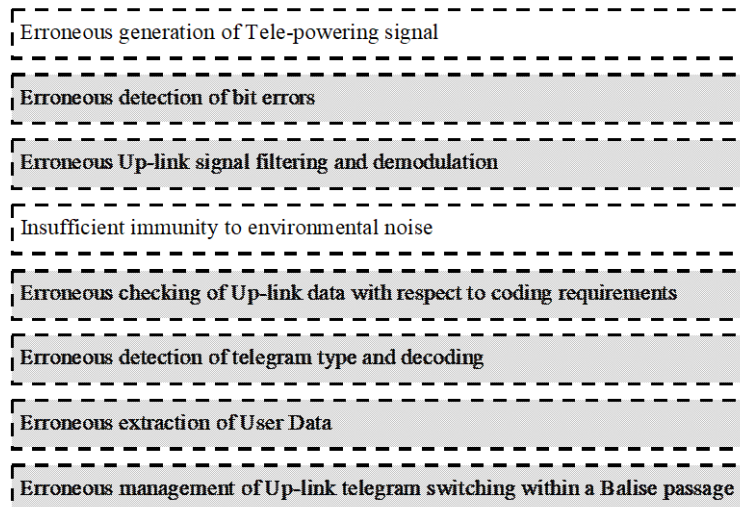 Erroneous generation of Tele-powering signal
Erroneous detection of bit errors
Erroneous Up-link signal filtering and demodulation
Insufficient immunity to environmental noise
Erroneous checking of Up-link data with respect to coding requirements
Erroneous detection of telegram type and decoding
Erroneous extraction of User Data
Erroneous management of Up-link telegram switching within a Balise passage